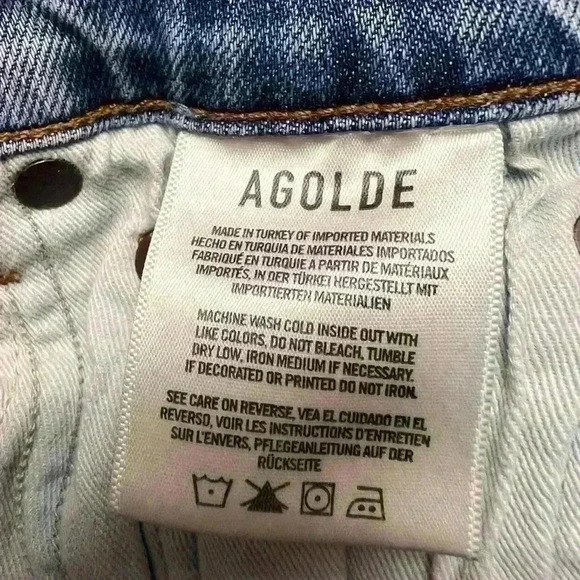 AGOLDE
MADE IN TURKEY OF IMPORTED MATERIALS
HECHO EN TURQUIA DE MATERIALES IMPORTADOS
FABRIQUÉ EN TURQUIE A PARTIR DE MATÉRIAUX
IMPORTÉS, IN DER TÜRKEI HERGESTELLT MIT
IMPORTIERTEN MATERIALIEN
MACHINE WASH COLD INSIDE OUT WITH
LIKE COLORS, DO NOT BLEACH, TUMBLE
DRY LOW, IRON MEDIUM IF NECESSARY.
IF DECORATED OR PRINTED DO NOT IRON.
SEE CARE ON REVERSE, VEA EL CUIDADO EN EL
REVERSO, VOIR LES INSTRUCTIONS D'ENTRETIEN
SUR L'ENVERS, PFLEGEANLEITUNG AUF DER
RÜCKSEITE